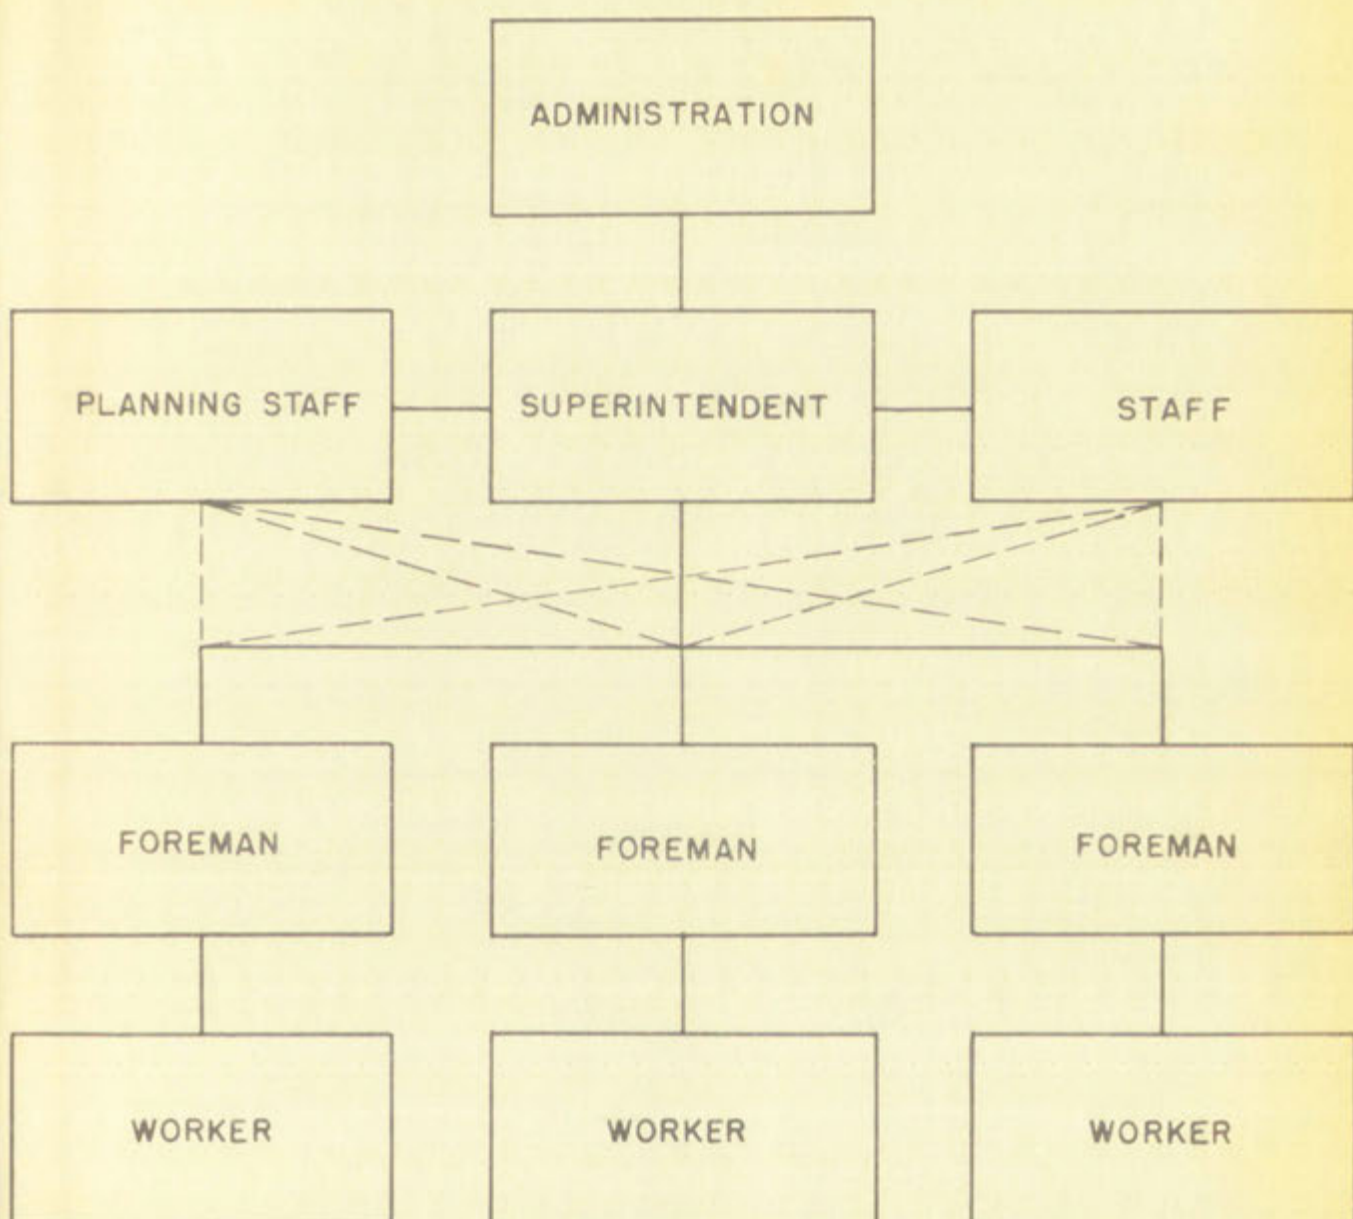 ADMINISTRATION
PLANNING STAFF
SUPERINTENDENT
STAFF
FOREMAN
FOREMAN
FOREMAN
WORKER
WORKER
WORKER